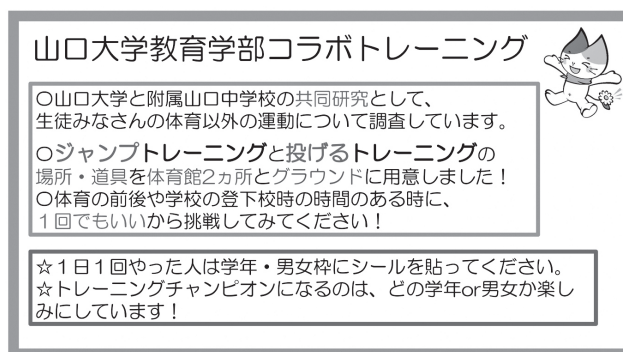 山口大学教育学部コラボトレーニング
〇山口大学と附属山口中学校の共同研究として、
生徒みなさんの体育以外の運動について調査しています。
〇ジャンプトレーニングと投げるトレーニングの
場所・道具を体育館2ヵ所とグラウンドに用意しました！
〇体育の前後や学校の登下校時の時間のある時に、
１回でもいいから挑戦してみてください！
☆１日１回やった人は学年・男女枠にシールを貼ってください。
☆トレーニングチャンピオンになるのは、どの学年or男女か楽し
みにしています！